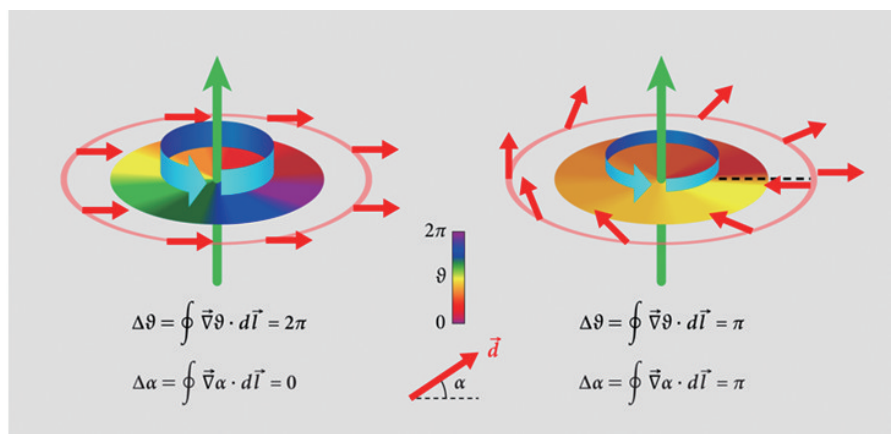 2π
ϑ
0
Δϑ = ∮ ∇⃗ϑ · dl⃗ = 2π
Δα = ∮ ∇⃗α · dl⃗ = 0
d⃗
α
Δϑ = ∮ ∇⃗ϑ · dl⃗ = π
Δα = ∮ ∇⃗α · dl⃗ = π